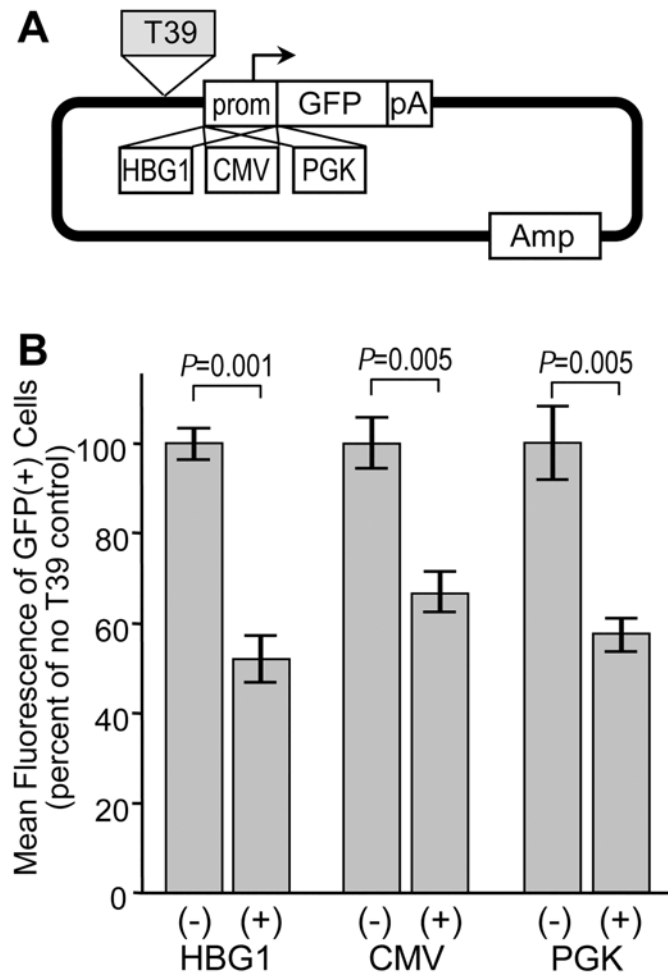 A
T39
prom GFP pA
HBG1 CMV PGK
Amp
B
P=0.001 P=0.005 P=0.005
Mean Fluorescence of GFP(+) Cells
(percent of no T39 control)
100
80
60
40
20
0
(-) (+) (-) (+) (-) (+)
HBG1 CMV PGK